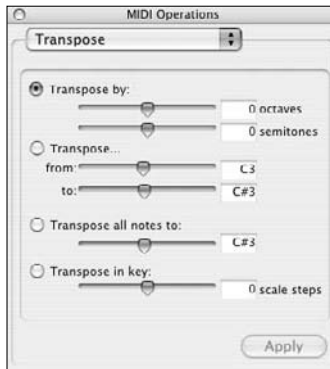 MIDI Operations
Transpose
Transpose by:
0 octaves
0 semitones
Transpose...
from: C3
to: C#3
Transpose all notes to:
C#3
Transpose in key:
0 scale steps
Apply